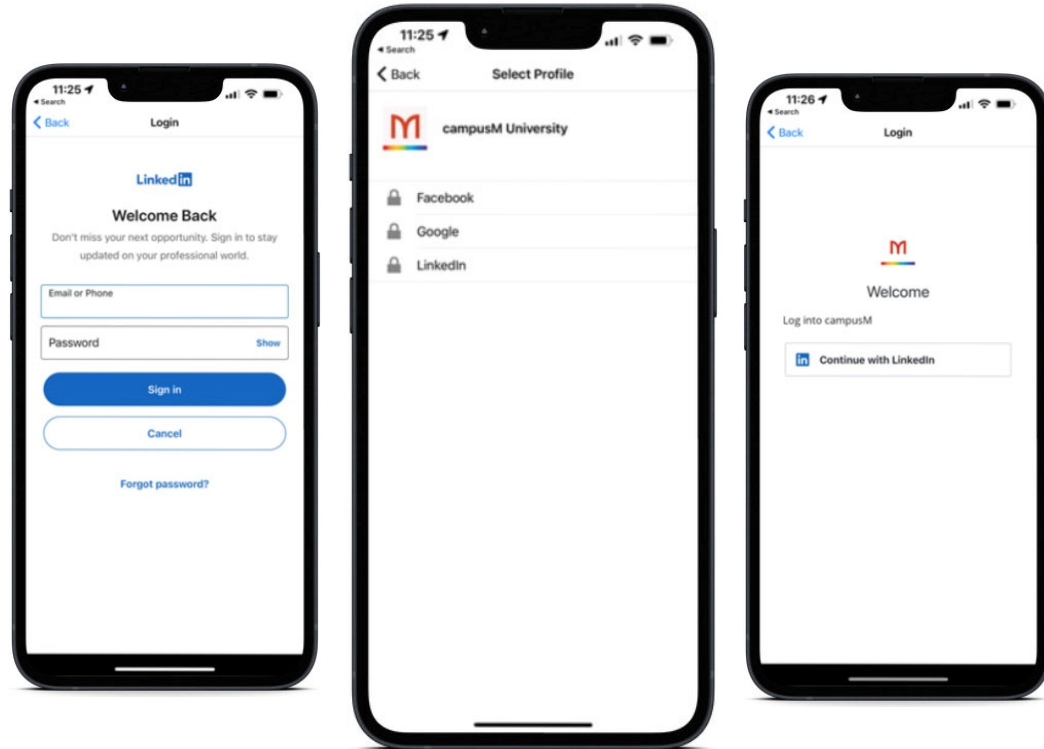 11:25
Search
Back
Login
Linked in
Welcome Back
Don't miss your next opportunity. Sign in to stay
updated on your professional world.
Email or Phone
Password Show
Sign in
Cancel
Forgot password?
11:25
Search
Back Select Profile
campusM University
Facebook
Google
LinkedIn
11:26
Search
Back Login
Welcome
Log into campusM
in Continue with LinkedIn